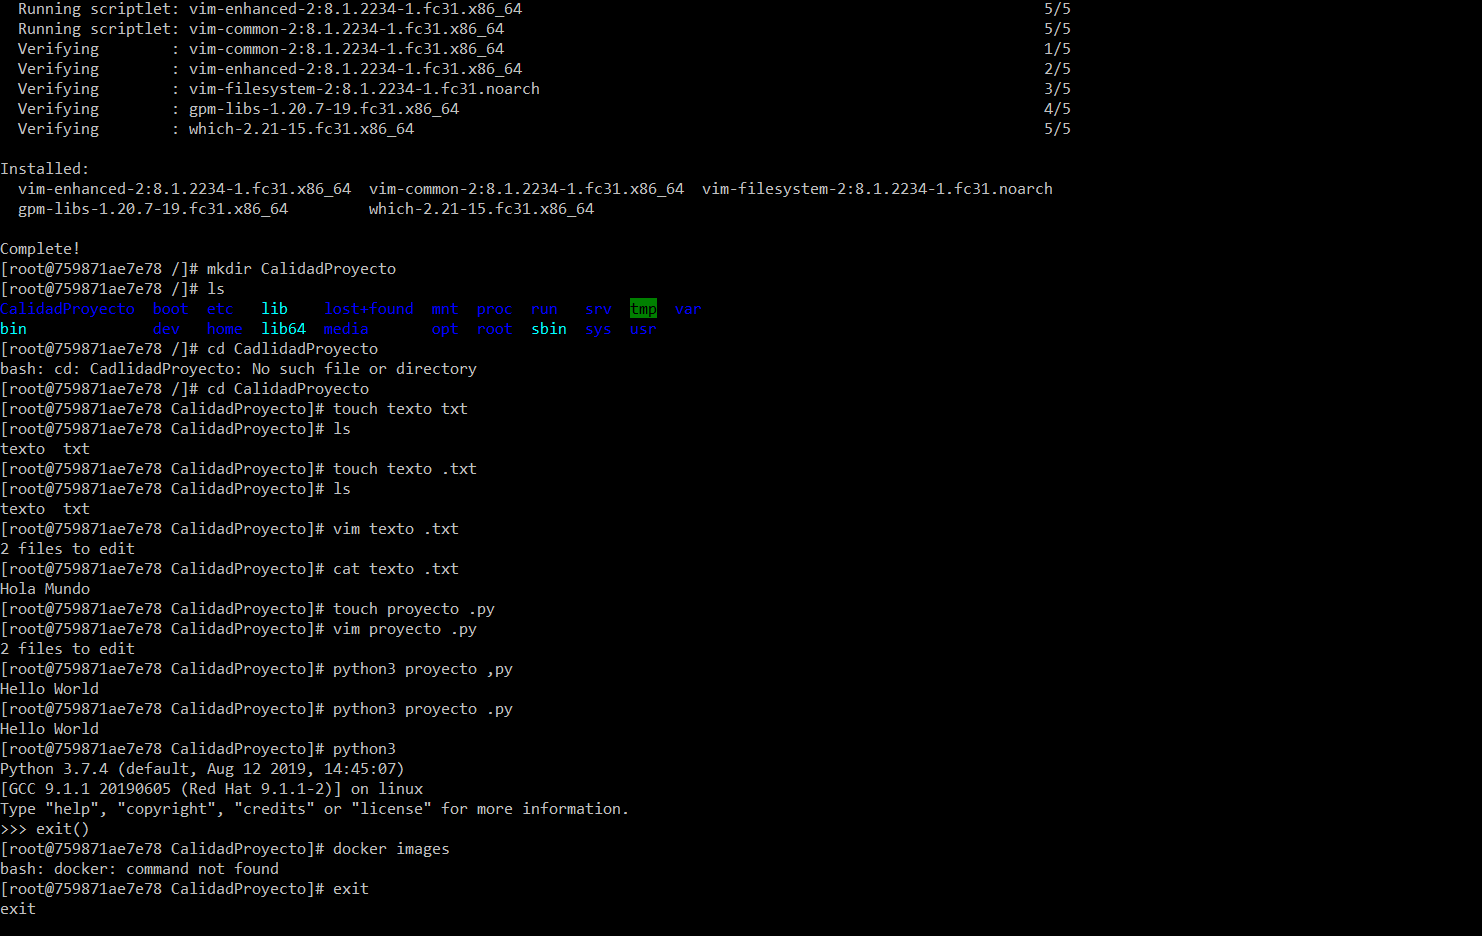 Running scriptlet: vim-enhanced-2:8.1.2234-1.fc31.x86_64 5/5
Running scriptlet: vim-common-2:8.1.2234-1.fc31.x86_64 5/5
Verifying : vim-common-2:8.1.2234-1.fc31.x86_64 1/5
Verifying : vim-enhanced-2:8.1.2234-1.fc31.x86_64 2/5
Verifying : vim-filesystem-2:8.1.2234-1.fc31.noarch 3/5
Verifying : gpm-libs-1.20.7-19.fc31.x86_64 4/5
Verifying : which-2.21-15.fc31.x86_64 5/5
Installed:
vim-enhanced-2:8.1.2234-1.fc31.x86_64 vim-common-2:8.1.2234-1.fc31.x86_64 vim-filesystem-2:8.1.2234-1.fc31.noarch
gpm-libs-1.20.7-19.fc31.x86_64 which-2.21-15.fc31.x86_64
Complete!
[root@759871ae7e78 /]# mkdir CalidadProyecto
[root@759871ae7e78 /]# ls
CalidadProyecto boot etc lib lost+found mnt proc run srv tmp var
bin dev home lib64 media opt root sbin sys usr
[root@759871ae7e78 /]# cd CadlidadProyecto
bash: cd: CadlidadProyecto: No such file or directory
[root@759871ae7e78 /]# cd CalidadProyecto
[root@759871ae7e78 CalidadProyecto]# touch texto txt
[root@759871ae7e78 CalidadProyecto]# ls
texto txt
[root@759871ae7e78 CalidadProyecto]# touch texto .txt
[root@759871ae7e78 CalidadProyecto]# ls
texto txt
[root@759871ae7e78 CalidadProyecto]# vim texto .txt
2 files to edit
[root@759871ae7e78 CalidadProyecto]# cat texto .txt
Hola Mundo
[root@759871ae7e78 CalidadProyecto]# touch proyecto .py
[root@759871ae7e78 CalidadProyecto]# vim proyecto .py
2 files to edit
[root@759871ae7e78 CalidadProyecto]# python3 proyecto ,py
Hello World
[root@759871ae7e78 CalidadProyecto]# python3 proyecto .py
Hello World
[root@759871ae7e78 CalidadProyecto]# python3
Python 3.7.4 (default, Aug 12 2019, 14:45:07)
[GCC 9.1.1 20190605 (Red Hat 9.1.1-2)] on linux
Type "help", "copyright", "credits" or "license" for more information.
>>> exit()
[root@759871ae7e78 CalidadProyecto]# docker images
bash: docker: command not found
[root@759871ae7e78 CalidadProyecto]# exit
exit